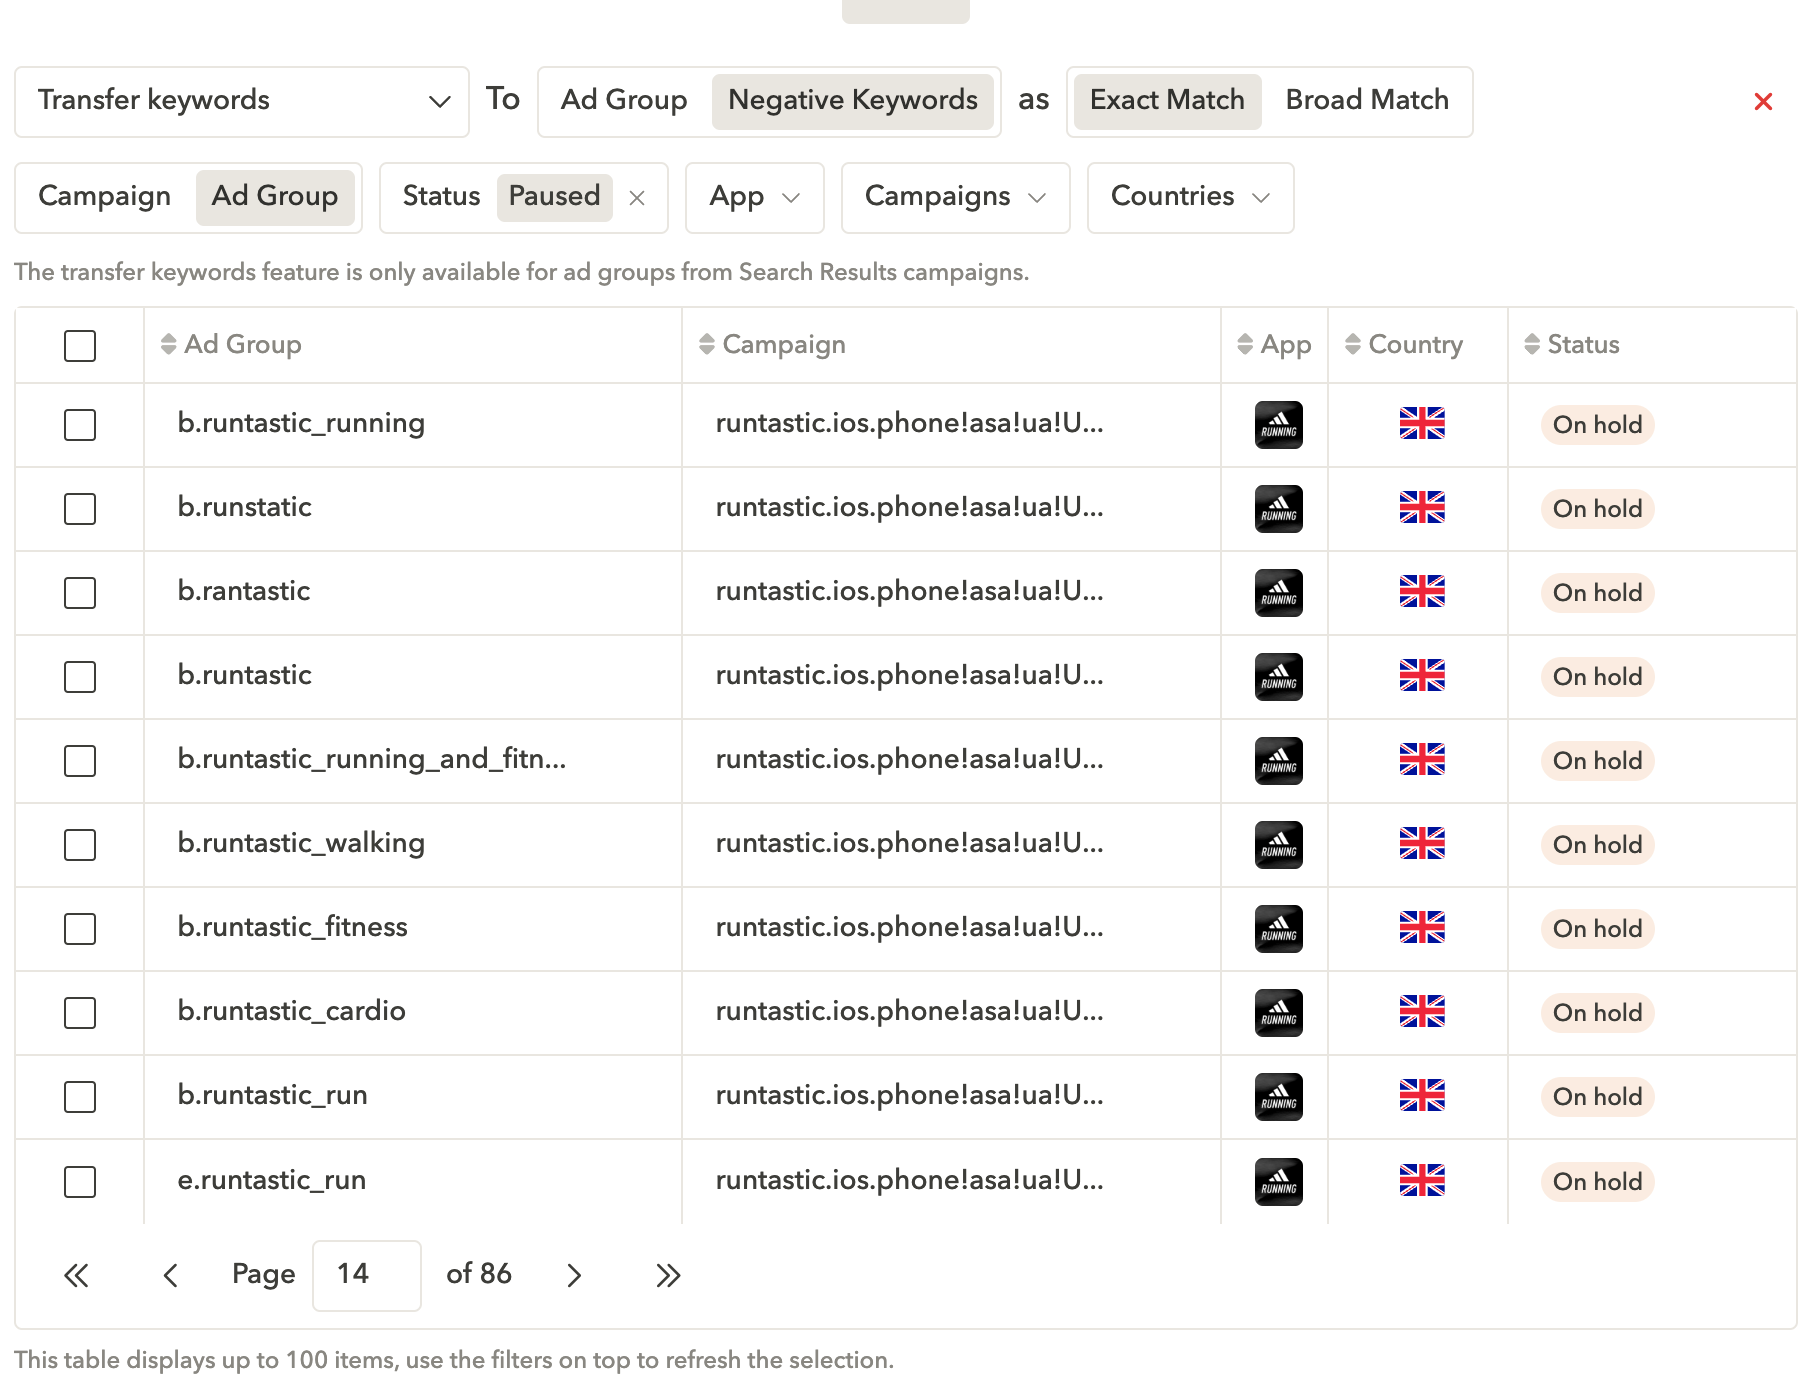 Transfer keywords To Ad Group Negative Keywords as Exact Match Broad Match
Campaign Ad Group Status Paused App Campaigns Countries
The transfer keywords feature is only available for ad groups from Search Results campaigns.
Ad Group Campaign App Country Status
b.runtastic_running runtastic.ios.phone!asa!ua!U... RUNNING On hold
b.runstatic runtastic.ios.phone!asa!ua!U... RUNNING On hold
b.rantastic runtastic.ios.phone!asa!ua!U... RUNNING On hold
b.runtastic runtastic.ios.phone!asa!ua!U... RUNNING On hold
b.runtastic_running_and_fitn... runtastic.ios.phone!asa!ua!U... RUNNING On hold
b.runtastic_walking runtastic.ios.phone!asa!ua!U... RUNNING On hold
b.runtastic_fitness runtastic.ios.phone!asa!ua!U... RUNNING On hold
b.runtastic_cardio runtastic.ios.phone!asa!ua!U... RUNNING On hold
b.runtastic_run runtastic.ios.phone!asa!ua!U... RUNNING On hold
e.runtastic_run runtastic.ios.phone!asa!ua!U... RUNNING On hold
Page 14 of 86
This table displays up to 100 items, use the filters on top to refresh the selection.